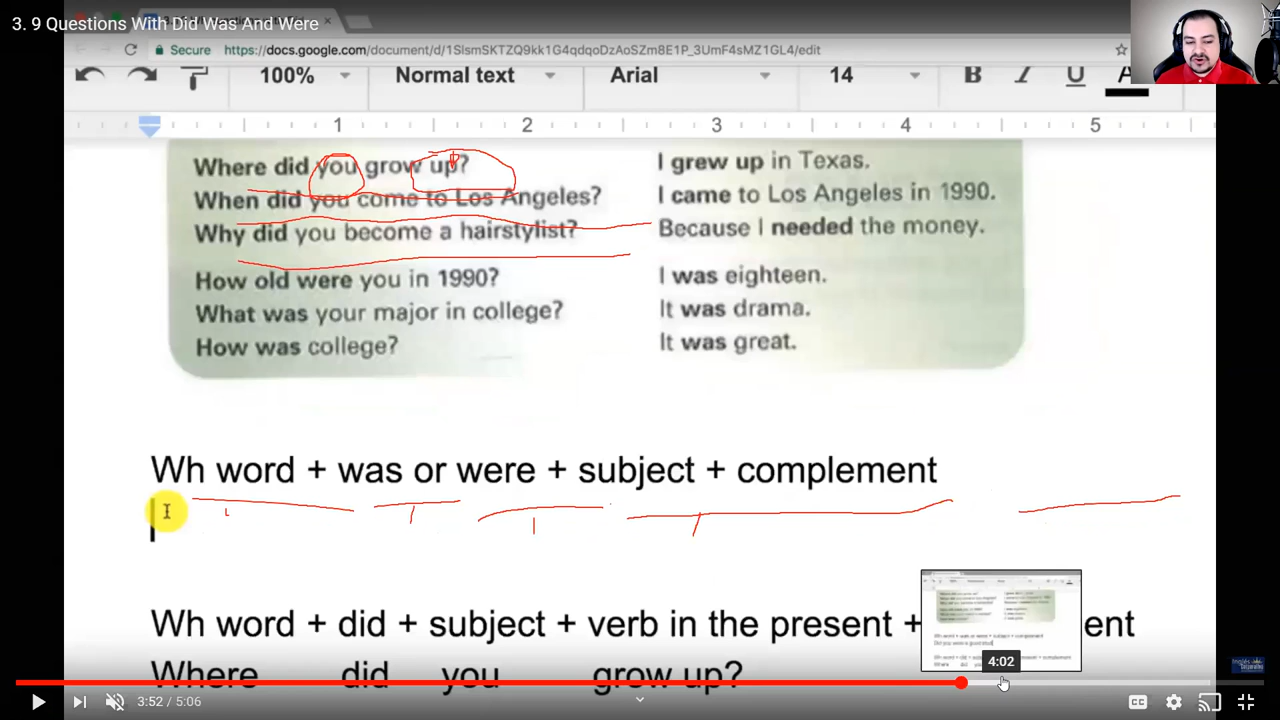 3. 9 Questions With Did Was And Were
Secure https://docs.google.com/document/d/1SlsmSKTZQ9kk1G4qdqoDzAoSZm8E1P_3UmF4sMZ1GL4/edit
100% Normal text Arial 14 B I U A
1 2 3 4 5
Where did you grow up? I grew up in Texas.
When did you come to Los Angeles? I came to Los Angeles in 1990.
Why did you become a hairstylist? Because I needed the money.
How old were you in 1990? I was eighteen.
What was your major in college? It was drama.
How was college? It was great.
Wh word + was or were + subject + complement
Wh word + did + subject + verb in the present + ent
Where did you grow up?
4:02
3:52 / 5:06
CC